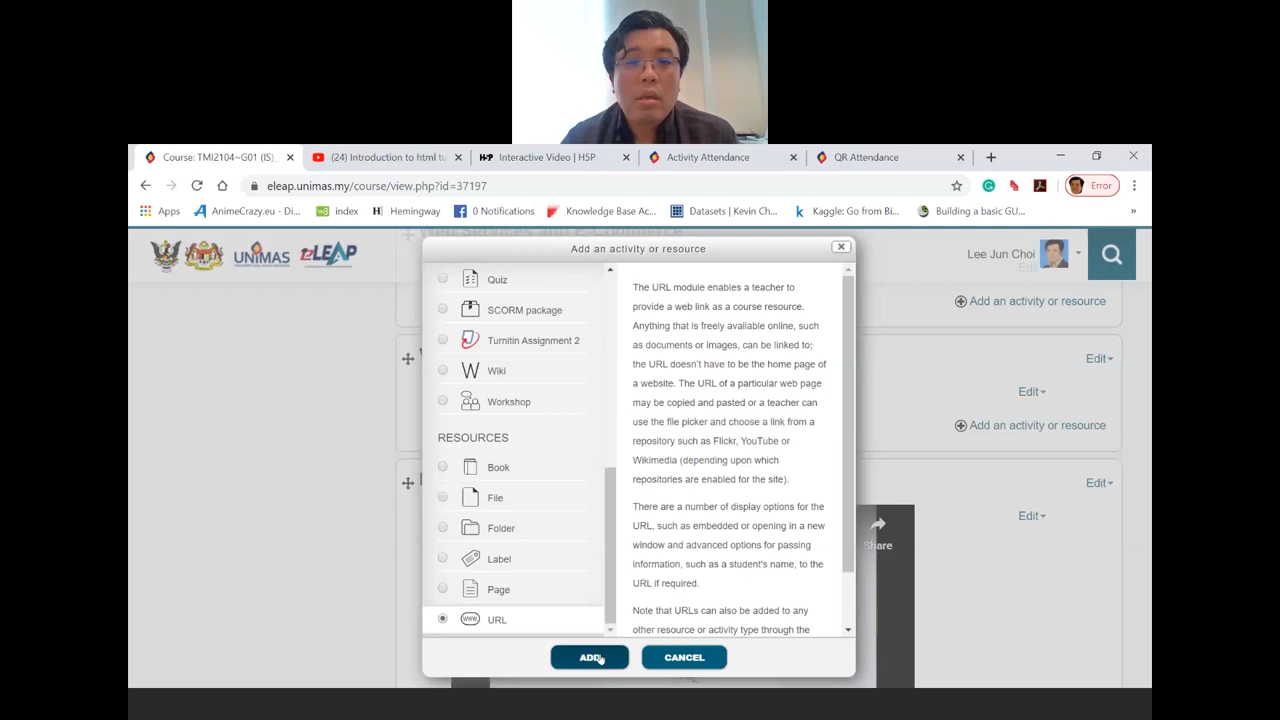 Course: TMI2104~G01 (IS)_
(24) Introduction to html tu
H-P Interactive Video | H5P
Activity Attendance
QR Attendance
eleap.unimas.my/course/view.php?id=37197
Error
Apps
AnimeCrazy.eu - Di...
index
Hemingway
0 Notifications
Knowledge Base Ac...
Datasets | Kevin Ch...
Kaggle: Go from Bi...
Building a basic GU...
»
Web Services and E-Commerce
UNIMAS
eLEAP
Lee Jun Choi
Edit
Add an activity or resource
Edit
Edit
Add an activity or resource
Edit
Edit
Share
Add an activity or resource
Quiz
SCORM package
Turnitin Assignment 2
Wiki
Workshop
RESOURCES
Book
File
Folder
Label
Page
www
URL
The URL module enables a teacher to
provide a web link as a course resource.
Anything that is freely available online, such
as documents or images, can be linked to;
the URL doesn't have to be the home page of
a website. The URL of a particular web page
may be copied and pasted or a teacher can
use the file picker and choose a link from a
repository such as Flickr, YouTube or
Wikimedia (depending upon which
repositories are enabled for the site).
There are a number of display options for the
URL, such as embedded or opening in a new
window and advanced options for passing
information, such as a student's name, to the
URL if required.
Note that URLs can also be added to any
other resource or activity type through the
ADD
CANCEL